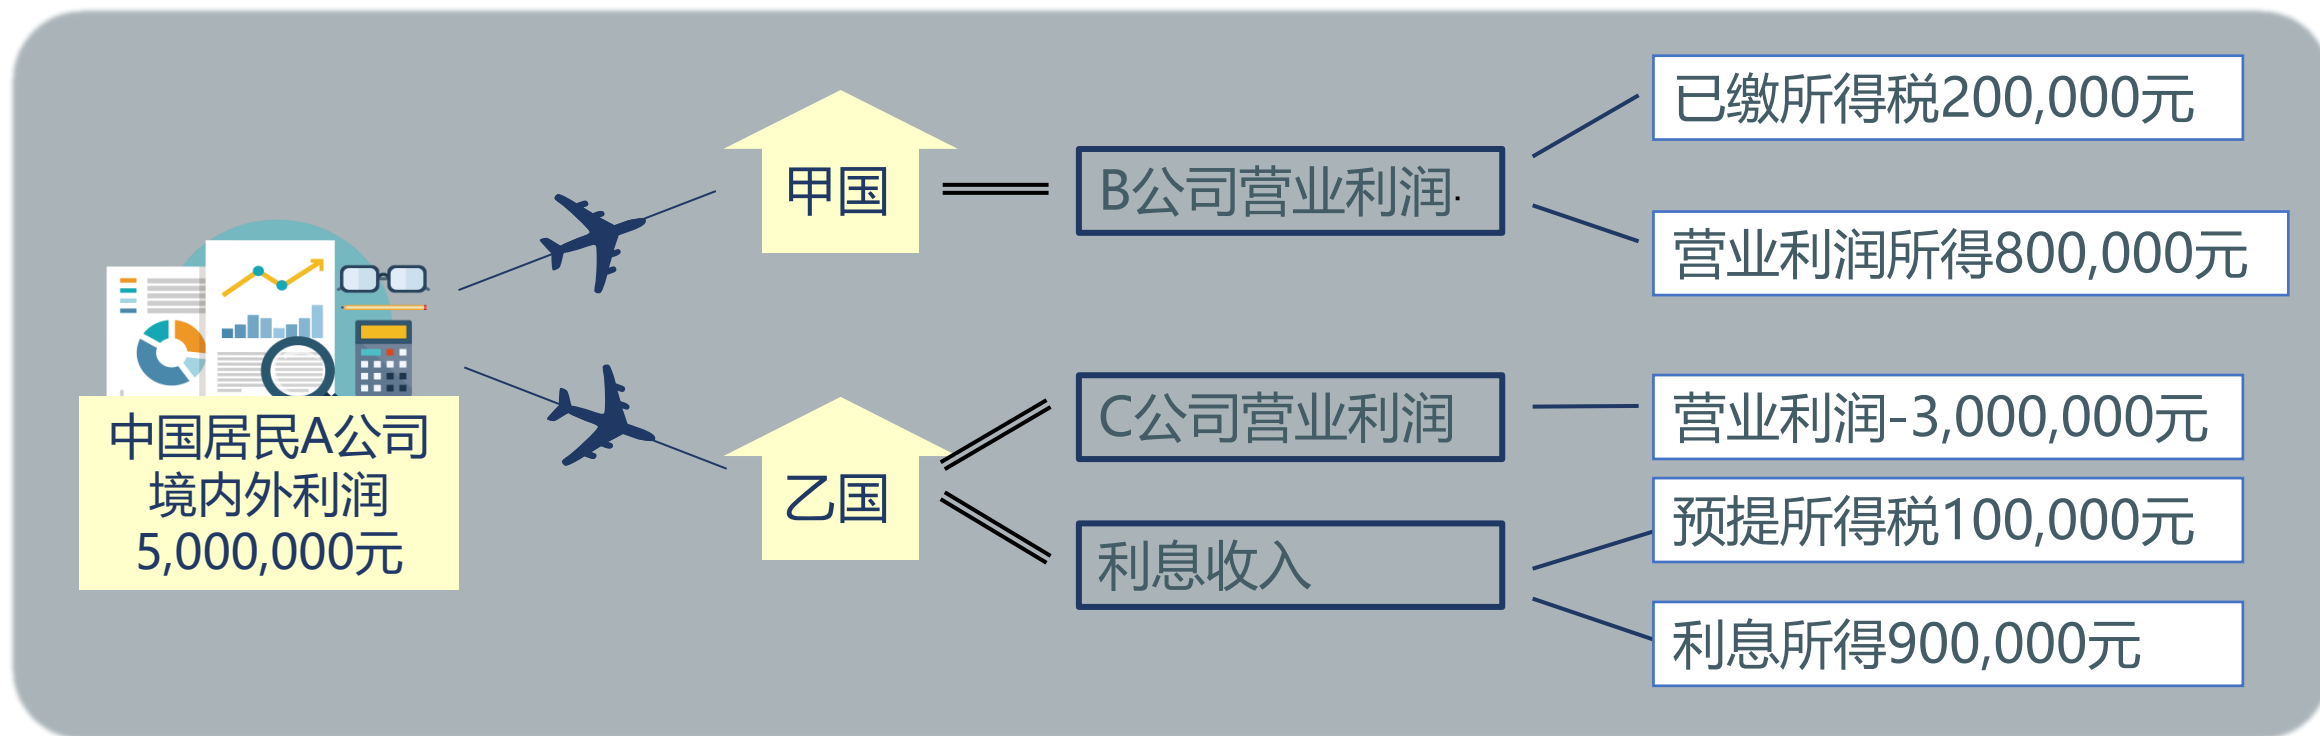 中国居民A公司
境内外利润
5,000,000元
甲国
B公司营业利润.
已缴所得税200,000元
营业利润所得800,000元
乙国
C公司营业利润
营业利润-3,000,000元
利息收入
预提所得税100,000元
利息所得900,000元